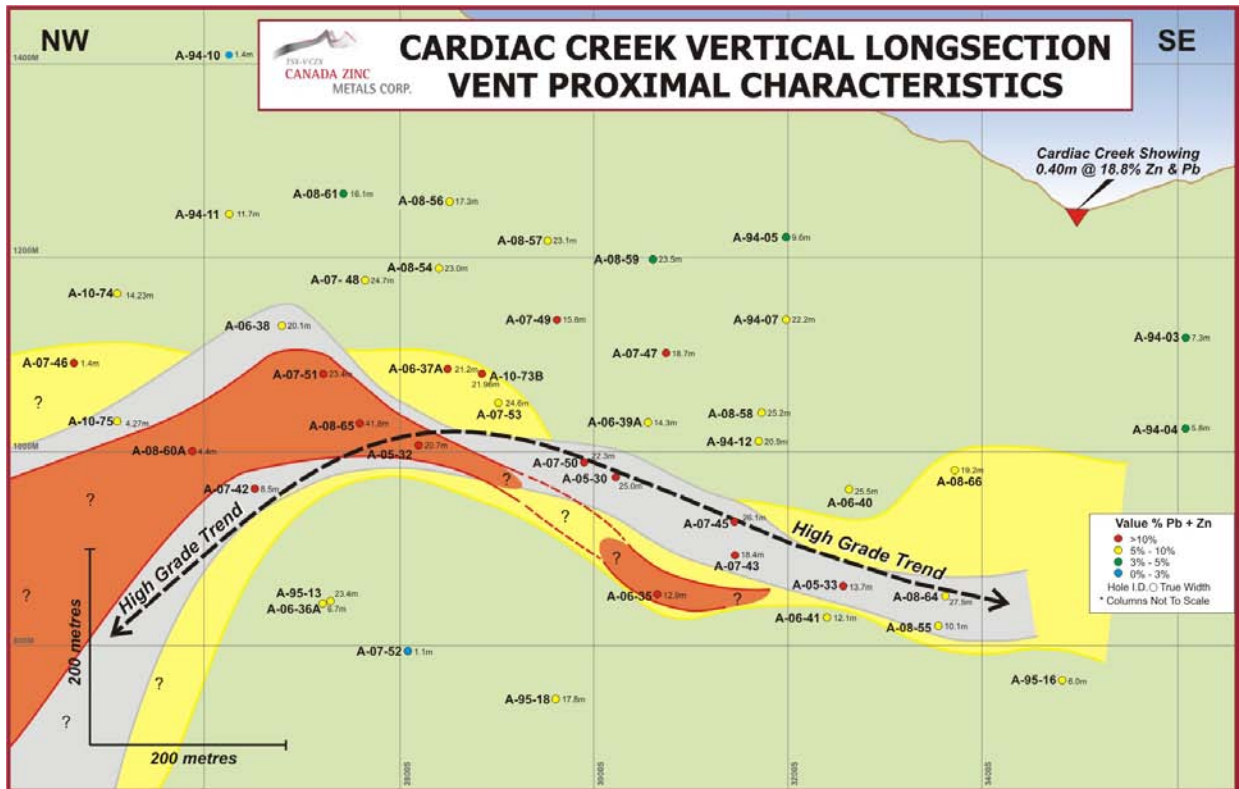 NW
TSX-V CZX
CANADA ZINC
METALS CORP.
CARDIAC CREEK VERTICAL LONGSECTION
VENT PROXIMAL CHARACTERISTICS
SE
1400M
A-94-10 1.4m
Cardiac Creek Showing
0.40m @ 18.8% Zn & Pb
A-08-61 16.1m
A-08-56 17.3m
A-94-11 11.7m
A-08-57 23.1m
A-94-05 9.6m
1200M
A-08-59 23.5m
A-08-54 23.0m
A-07- 48 24.7m
A-10-74 14.23m
A-06-38 20.1m
A-07-49 15.8m
A-94-07 22.2m
A-94-03 7.3m
A-07-47 18.7m
A-07-46 1.4m
A-07-51 23.4m
A-06-37A 21.2m
A-10-73B
21.98m
24.6m
A-07-53
?
A-10-75 4.27m
A-08-65 41.8m
A-06-39A 14.3m
A-08-58 25.2m
A-94-12 20.5m
A-94-04 5.8m
1000M
A-08-60A 4.4m
A-05-32 20.7m
22.3m
A-07-50
A-05-30
25.0m
19.2m
A-08-66
?
?
A-07-42 8.5m
25.5m
A-06-40
26.1m
A-07-45
High Grade Trend
High Grade Trend
?
?
18.4m
A-07-43
Value % Pb + Zn
>10%
5% - 10%
3% - 5%
0% - 3%
Hole I.D. True Width
* Columns Not To Scale
A-05-33 13.7m
A-95-13 23.4m
A-06-36A 6.7m
?
A-06-35 12.9m
?
A-08-64
27.5m
A-06-41 12.1m
A-08-55 10.1m
800M
A-07-52 1.1m
200 metres
?
?
A-95-18 17.8m
A-95-16 6.0m
200 metres
2800S
3000S
3200S
3400S